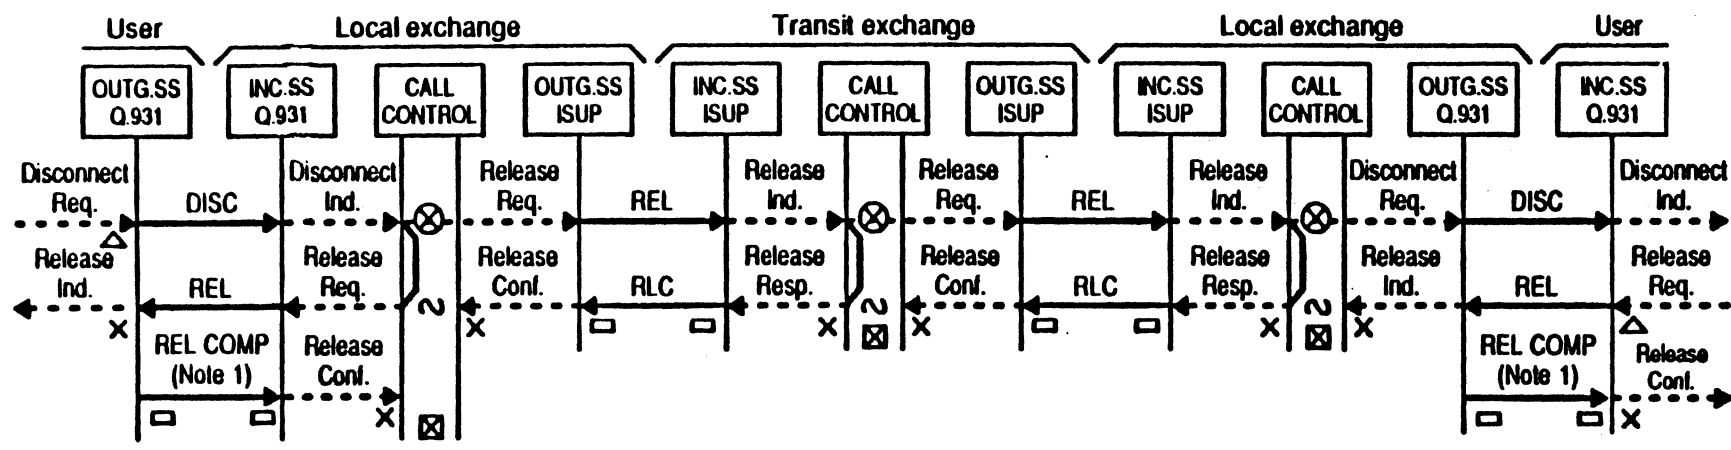 User
Local exchange
Transit exchange
Local exchange
User
OUTG.SS
Q.931
INC.SS
Q.931
CALL
CONTROL
OUTG.SS
ISUP
INC.SS
ISUP
CALL
CONTROL
OUTG.SS
ISUP
INC.SS
ISUP
CALL
CONTROL
OUTG.SS
Q.931
INC.SS
Q.931
Disconnect
Req.
DISC
Disconnect
Ind.
Release
Req.
REL
Release
Ind.
Release
Req.
REL
Release
Ind.
Disconnect
Req.
DISC
Disconnect
Ind.
Release
Ind.
REL
Release
Req.
Release
Conf.
RLC
Release
Resp.
Release
Conf.
RLC
Release
Resp.
Release
Ind.
REL
Release
Req.
REL COMP
(Note 1)
Release
Conf.
REL COMP
(Note 1)
Release
Conf.